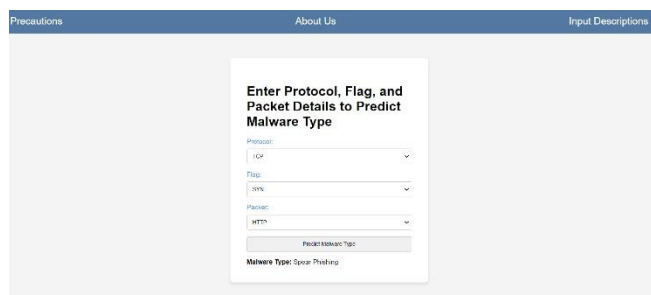 Precautions
About Us
Input Descriptions
Enter Protocol, Flag, and
Packet Details to Predict
Malware Type
Protocol:
TCP
Flag:
SYN
Packet:
HTTP
Predict Malware Type
Malware Type: Spear Phishing